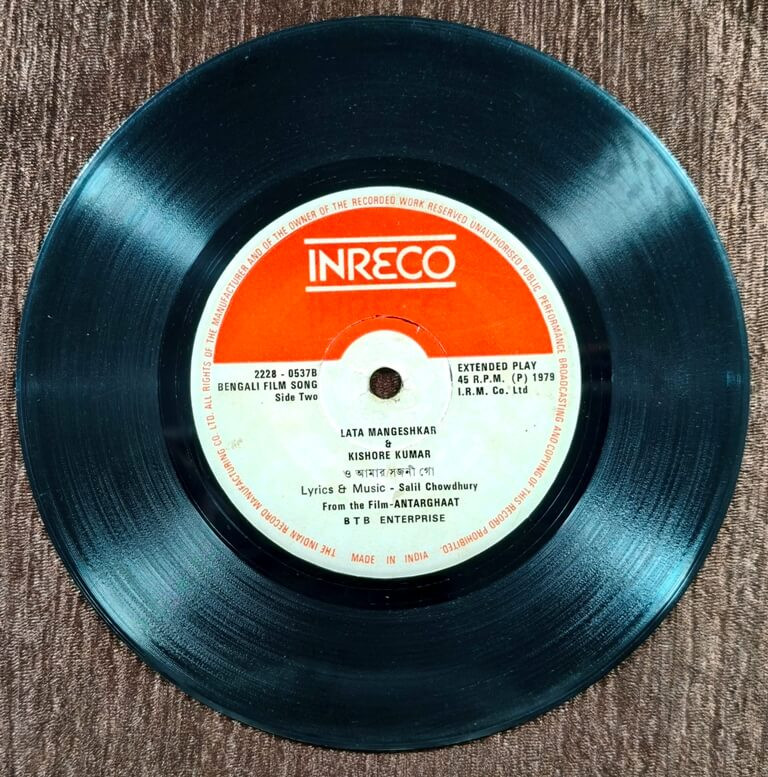 ALL RIGHTS OF THE MANUFACTURER AND OF THE OWNER OF THE RECORDED WORK RESERVED UNAUTHORISED PUBLIC PERFORMANCE BROADCASTING AND COPYING OF THIS RECORD PROHIBITED.
INRECO
2228 - 0537B
BENGALI FILM SONG
Side Two
EXTENDED PLAY
45 R.P.M. (P) 1979
I.R.M. Co. Ltd
LATA MANGESHKAR
&
KISHORE KUMAR
ও আমার সজনী গো
Lyrics & Music - Salil Chowdhury
From the Film-ANTARGHAAT
BTB ENTERPRISE
THE INDIAN RECORD MANUFACTURING CO. LTD.
MADE IN INDIA